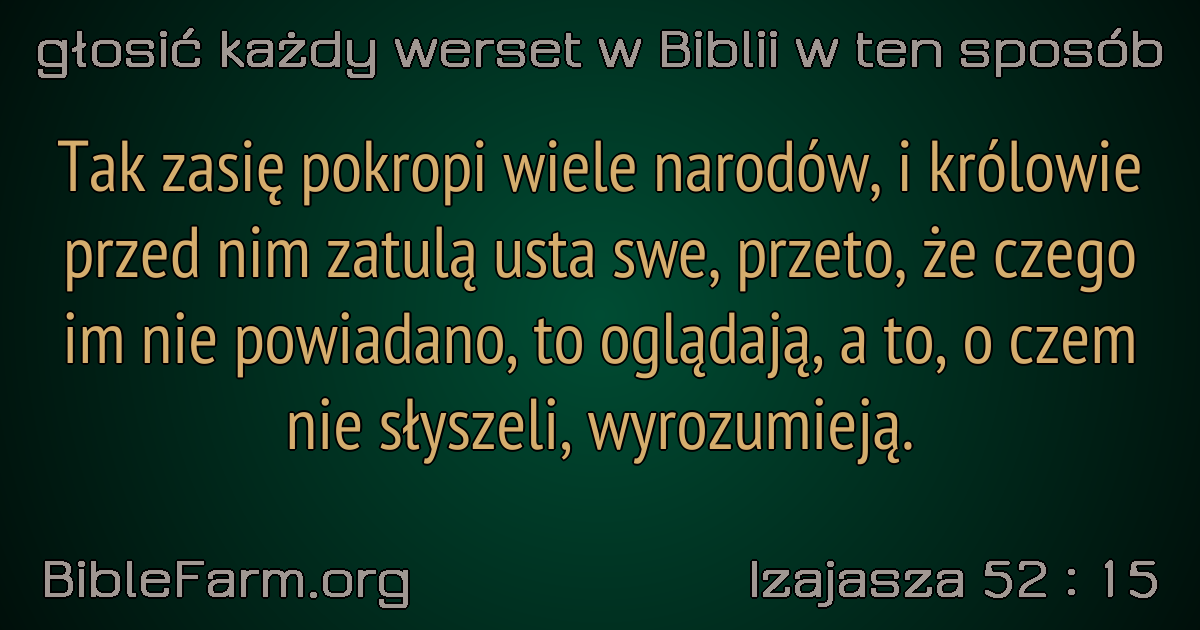 głosić każdy werset w Biblii w ten sposób
Tak zasię pokropi wiele narodów, i królowie
przed nim zatulą usta swe, przeto, że czego
im nie powiadano, to oglądają, a to, o czem
nie słyszeli, wyrozumieją.
BibleFarm.org
Izajasza 52 : 15